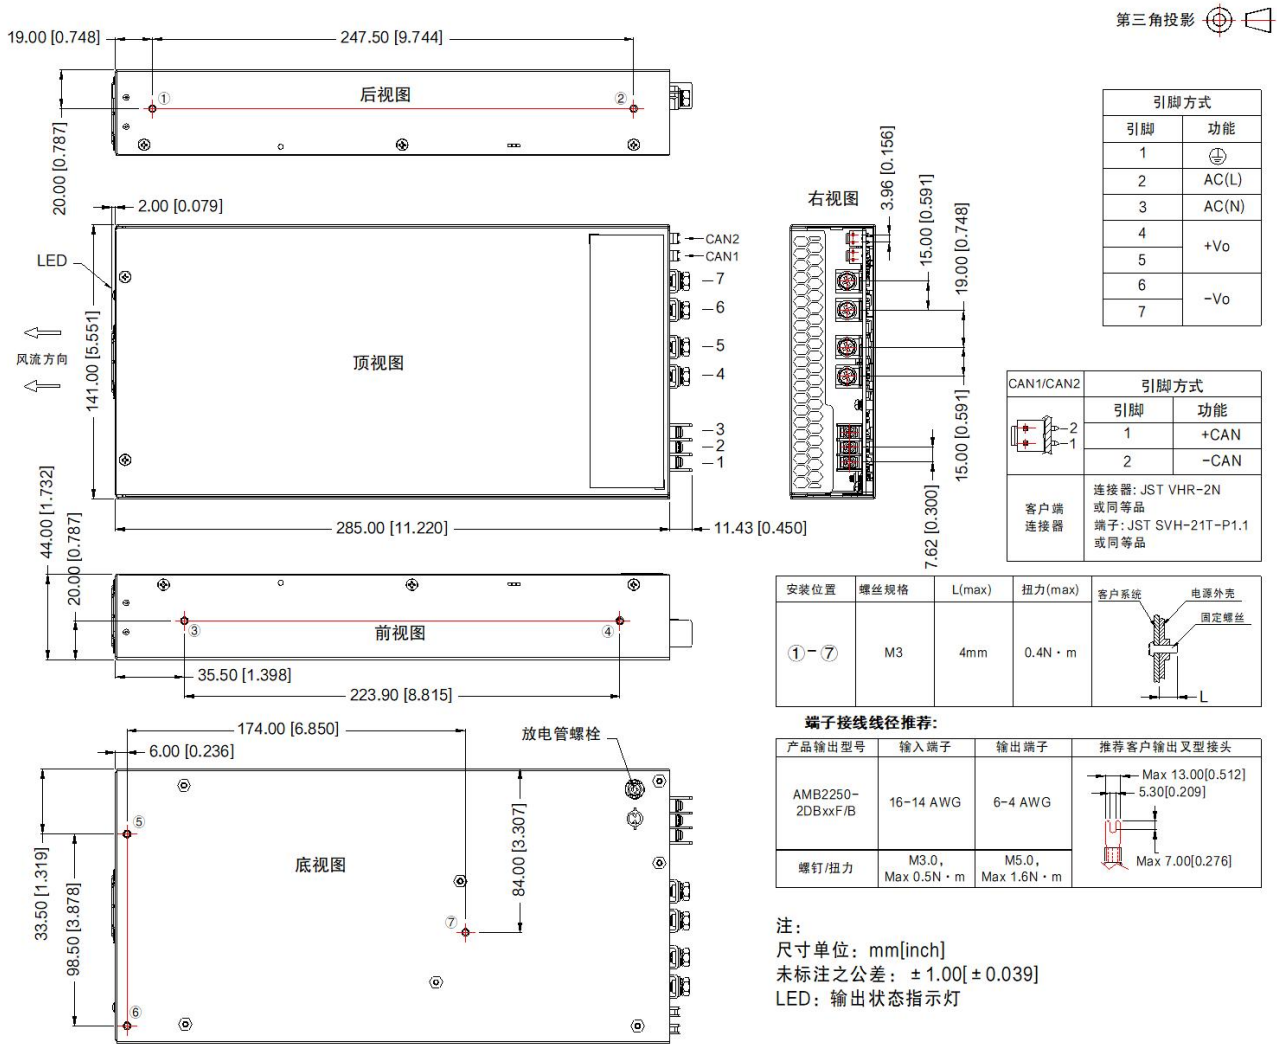 第三角投影
19.00 [0.748]
247.50 [9.744]
20.00 [0.787]
① 后视图 ②
2.00 [0.079]
LED
风流方向
141.00 [5.551]
顶视图
CAN2
CAN1
7
6
5
4
3
2
1
285.00 [11.220]
11.43 [0.450]
右视图
3.96 [0.156]
15.00 [0.591]
19.00 [0.748]
15.00 [0.591]
7.62 [0.300]
引脚方式
引脚 功能
1
2 AC(L)
3 AC(N)
4
+Vo
5
6
-Vo
7
CAN1/CAN2 引脚方式
引脚 功能
2
1
1 +CAN
2 -CAN
客户端
连接器
连接器: JST VHR-2N
或同等品
端子: JST SVH-21T-P1.1
或同等品
44.00 [1.732]
20.00 [0.787]
③ 前视图 ④
35.50 [1.398]
223.90 [8.815]
安装位置 螺丝规格 L(max) 扭力(max)
①-⑦ M3 4mm 0.4N·m
客户系统
电源外壳
固定螺丝
L
174.00 [6.850]
6.00 [0.236]
放电管螺栓
33.50 [1.319]
98.50 [3.878]
84.00 [3.307]
⑤
底视图
⑦
⑥
端子接线线径推荐:
产品输出型号 输入端子 输出端子 推荐客户输出叉型接头
AMB2250-
2DBxxF/B
16-14 AWG 6-4 AWG
螺钉/扭力
M3.0,
Max 0.5N·m
M5.0,
Max 1.6N·m
Max 13.00[0.512]
5.30[0.209]
Max 7.00[0.276]
注:
尺寸单位: mm[inch]
未标注之公差: ±1.00[±0.039]
LED: 输出状态指示灯